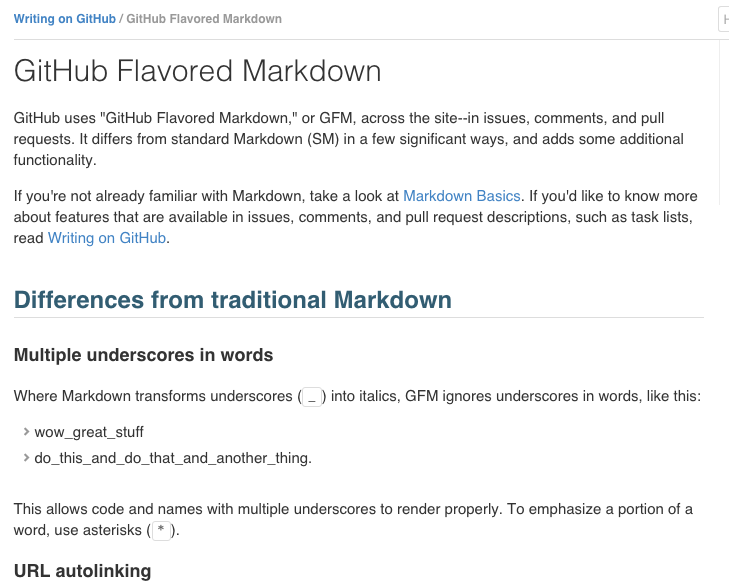 Writing on GitHub / GitHub Flavored Markdown
H
GitHub Flavored Markdown
GitHub uses "GitHub Flavored Markdown," or GFM, across the site--in issues, comments, and pull
requests. It differs from standard Markdown (SM) in a few significant ways, and adds some additional
functionality.
If you're not already familiar with Markdown, take a look at Markdown Basics. If you'd like to know more
about features that are available in issues, comments, and pull request descriptions, such as task lists,
read Writing on GitHub.
Differences from traditional Markdown
Multiple underscores in words
Where Markdown transforms underscores ( _ ) into italics, GFM ignores underscores in words, like this:
wow_great_stuff
do_this_and_do_that_and_another_thing.
This allows code and names with multiple underscores to render properly. To emphasize a portion of a
word, use asterisks ( * ).
URL autolinking